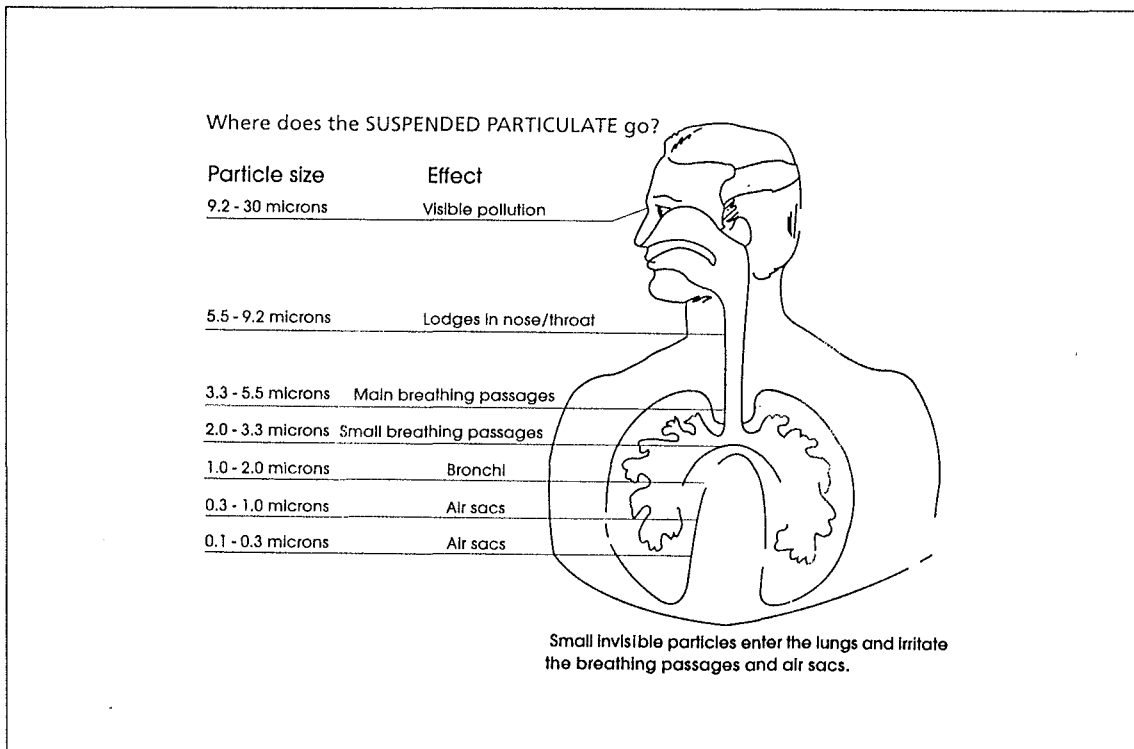 Where does the SUSPENDED PARTICULATE go?
Particle size Effect
9.2 - 30 microns Visible pollution
5.5 - 9.2 microns Lodges in nose/throat
3.3 - 5.5 microns Main breathing passages
2.0 - 3.3 microns Small breathing passages
1.0 - 2.0 microns Bronchi
0.3 - 1.0 microns Air sacs
0.1 - 0.3 microns Air sacs
Small invisible particles enter the lungs and irritate
the breathing passages and air sacs.